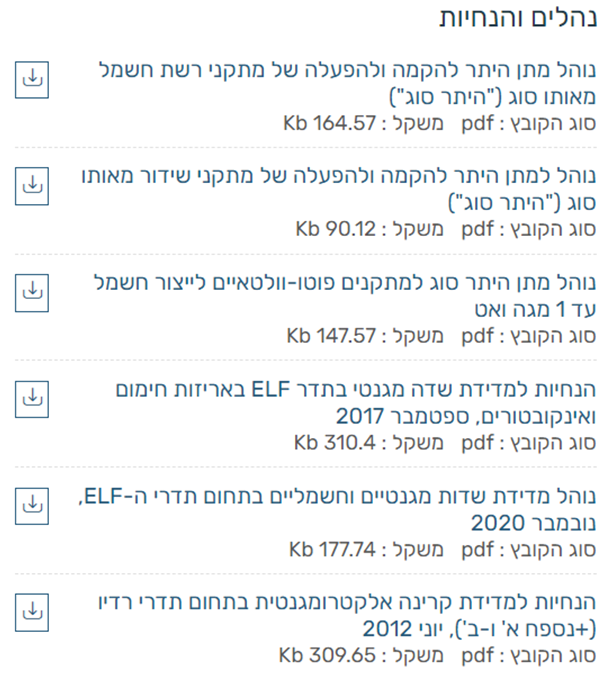 נהלים והנחיות
נוהל מתן היתר להקמה ולהפעלה של מתקני רשת חשמל
מאותו סוג ("היתר סוג")
סוג הקובץ : pdf משקל : 164.57 Kb
נוהל למתן היתר להקמה ולהפעלה של מתקני שידור מאותו
סוג ("היתר סוג")
סוג הקובץ : pdf משקל : 90.12 Kb
נוהל מתן היתר סוג למתקנים פוטו-וולטאיים לייצור חשמל
עד 1 מגה ואט
סוג הקובץ : pdf משקל : 147.57 Kb
הנחיות למדידת שדה מגנטי בתדר ELF באריזות חימום
ואינקובטורים, ספטמבר 2017
סוג הקובץ : pdf משקל : 310.4 Kb
נוהל מדידת שדות מגנטיים וחשמליים בתחום תדרי ה-ELF,
נובמבר 2020
סוג הקובץ : pdf משקל : 177.74 Kb
הנחיות למדידת קרינה אלקטרומגנטית בתחום תדרי רדיו
(+נספח א' ו-ב'), יוני 2012
סוג הקובץ : pdf משקל : 309.65 Kb